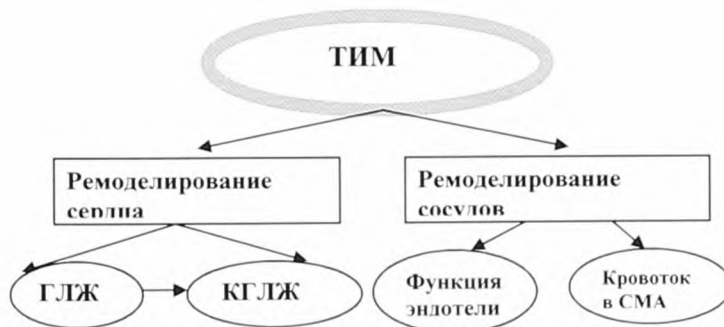 ТИМ
Ремоделирование
сердца
Ремоделирование
сосудов
ГЛЖ
КГЛЖ
Функция
эндотели
Кровоток
в СМА